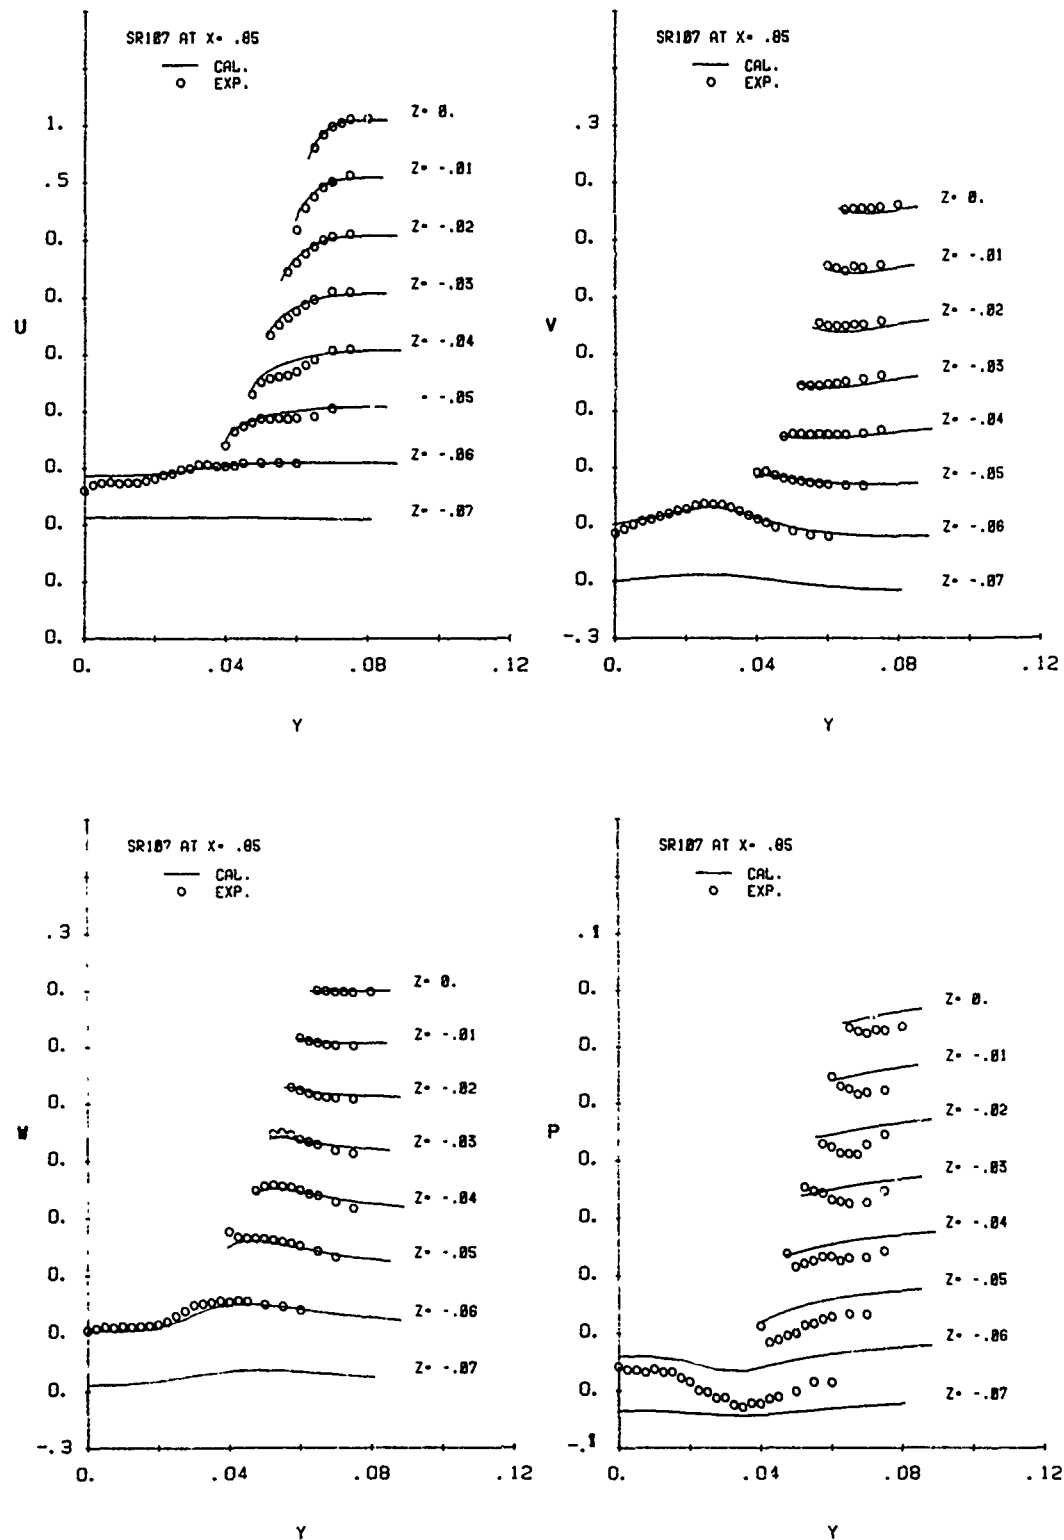 SR107 AT X= .85
CAL.
EXP.
1.
.5
0.
0.
0.
0.
0.
0.
0.
0.
U
Z= 0.
Z= -.01
Z= -.02
Z= -.03
Z= -.04
= -.05
Z= -.06
Z= -.07
0.
.04
.08
.12
Y
SR107 AT X= .85
CAL.
EXP.
.3
0.
0.
0.
0.
0.
0.
0.
0.
-.3
V
Z= 0.
Z= -.01
Z= -.02
Z= -.03
Z= -.04
Z= -.05
Z= -.06
Z= -.07
0.
.04
.08
.12
Y
SR107 AT X= .85
CAL.
EXP.
.3
0.
0.
0.
0.
0.
0.
0.
0.
-.3
W
Z= 0.
Z= -.01
Z= -.02
Z= -.03
Z= -.04
Z= -.05
Z= -.06
Z= -.07
0.
.04
.08
.12
Y
SR107 AT X= .85
CAL.
EXP.
.1
0.
0.
0.
0.
0.
0.
0.
0.
-.1
P
Z= 0.
Z= -.01
Z= -.02
Z= -.03
Z= -.04
Z= -.05
Z= -.06
Z= -.07
0.
.04
.08
.12
Y